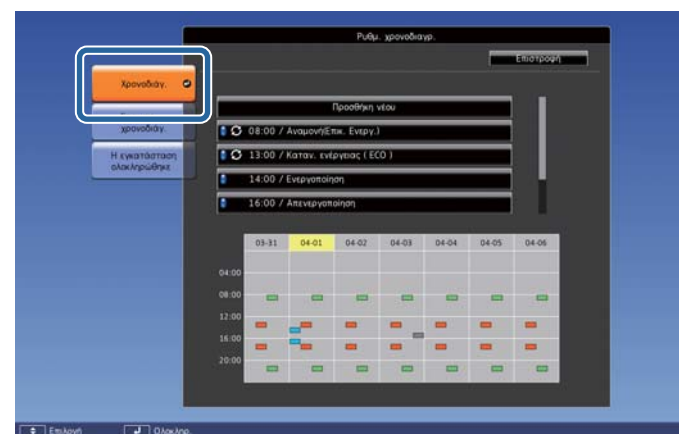 Ρυθμ. χρονοδιαγρ.
Επιστροφή
Χρονοδιάγ.
χρονοδιάγ.
Η εγκατάσταση
ολοκληρώθηκε
Προσθήκη νέου
08:00 / Αναμονή(Επικ. Ενεργ.)
13:00 / Καταν. ενέργειας ( ECO )
14:00 / Ενεργοποίηση
16:00 / Απενεργοποίηση
03-31 04-01 04-02 04-03 04-04 04-05 04-06
04:00
08:00
12:00
16:00
20:00
Επιλογή Ολοκληρ.